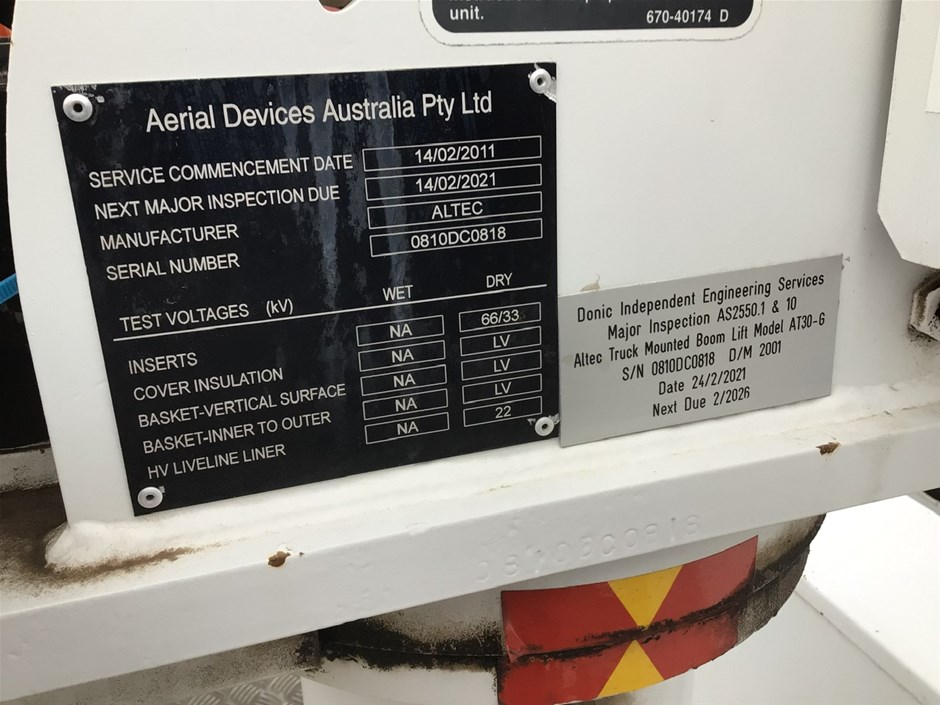 unit.
670-40174 D
Aerial Devices Australia Pty Ltd
SERVICE COMMENCEMENT DATE 14/02/2011
NEXT MAJOR INSPECTION DUE 14/02/2021
MANUFACTURER ALTEC
SERIAL NUMBER 0810DC0818
TEST VOLTAGES (kV) WET DRY
INSERTS NA 66/33
COVER INSULATION NA LV
BASKET-VERTICAL SURFACE NA LV
BASKET-INNER TO OUTER NA LV
HV LIVELINE LINER NA 22
Donic Independent Engineering Services
Major Inspection AS2550.1 & 10
Altec Truck Mounted Boom Lift Model AT30-G
S/N 0810DC0818 D/M 2001
Date 24/2/2021
Next Due 2/2026